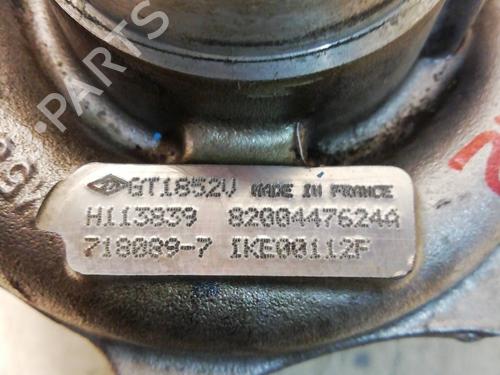 GT1852V MADE IN FRANCE
H113839 8200447624A
718089-7 IKE00112F
B-PARTS